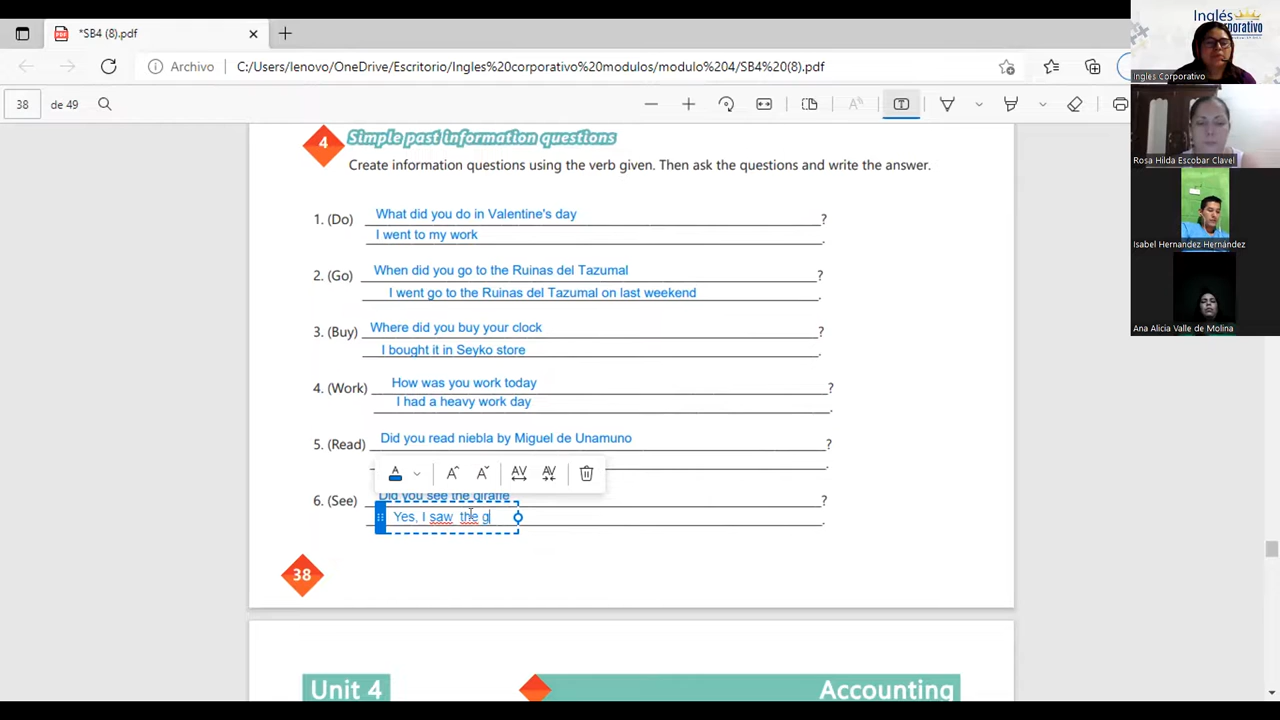 *SB4 (8).pdf
Archivo
C:/Users/lenovo/OneDrive/Escritorio/Ingles%20corporativo%20modulos/modulo%204/SB4%20(8).pdf
38 de 49
4 Simple past information questions
Create information questions using the verb given. Then ask the questions and write the answer.
1. (Do) What did you do in Valentine's day ?
I went to my work .
2. (Go) When did you go to the Ruinas del Tazumal ?
I went go to the Ruinas del Tazumal on last weekend .
3. (Buy) Where did you buy your clock ?
I bought it in Seyko store .
4. (Work) How was you work today ?
I had a heavy work day .
5. (Read) Did you read niebla by Miguel de Unamuno ?
.
6. (See) Did you see the giraffe ?
Yes, I saw the g .
38
Unit 4 Accounting
Inglés
Corporativo
Ingles Corporativo
Rosa Hilda Escobar Clavel
Isabel Hernandez Hernández
Ana Alicia Valle de Molina